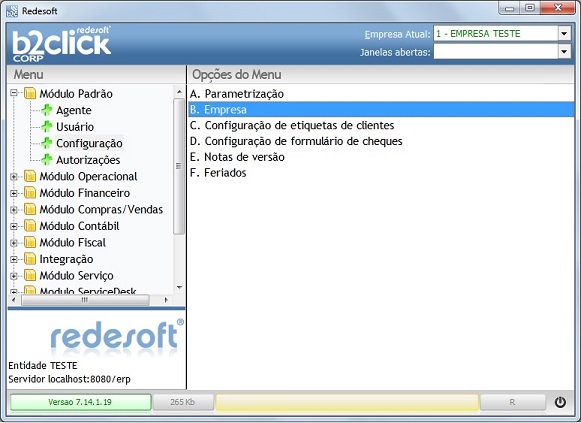 Redesoft
redesoft®
b2click
CORP
Empresa Atual: 1 - EMPRESA TESTE
Janelas abertas:
Menu
Opções do Menu
Módulo Padrão
Agente
Usuário
Configuração
Autorizações
Módulo Operacional
Módulo Financeiro
Módulo Compras/Vendas
Módulo Contábil
Módulo Fiscal
Integração
Módulo Serviço
Módulo ServiceDesk
A. Parametrização
B. Empresa
C. Configuração de etiquetas de clientes
D. Configuração de formulário de cheques
E. Notas de versão
F. Feriados
redesoft®
Entidade TESTE
Servidor localhost:8080/erp
Versao 7.14.1.19
265Kb
R